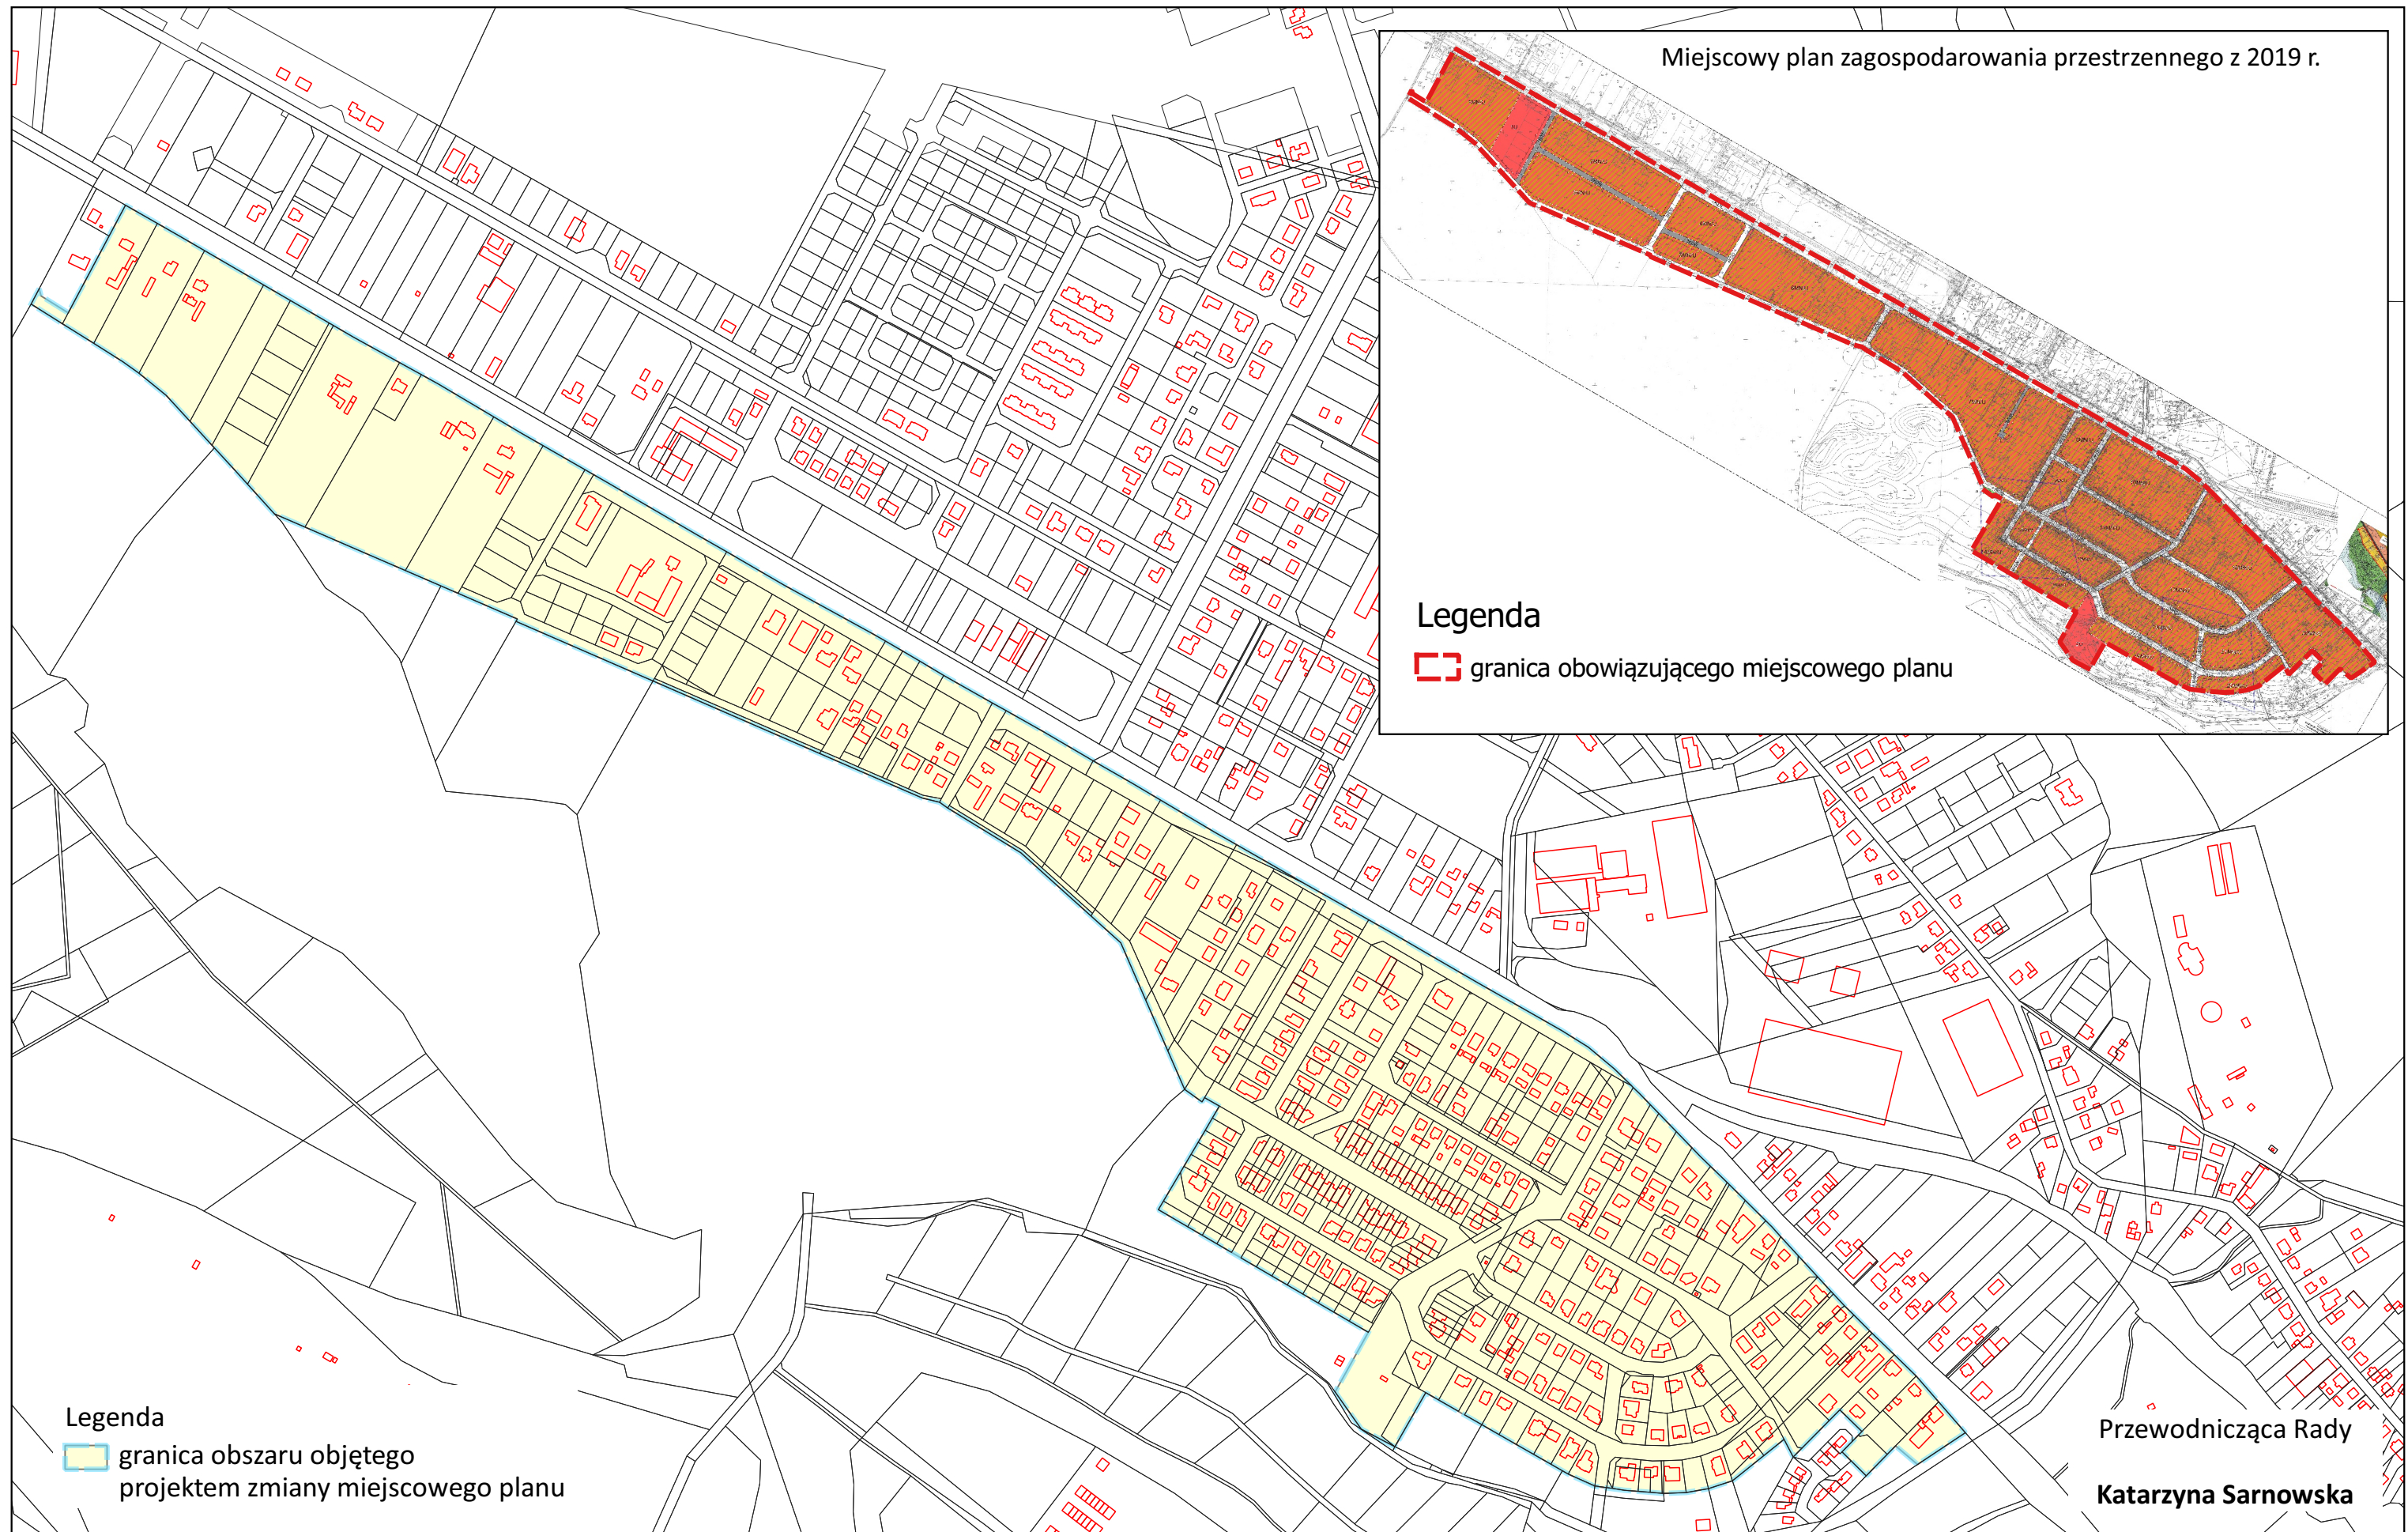 Miejscowy plan zagospodarowania przestrzennego z 2019 r.
Legenda
granica obowiązującego miejscowego planu
Legenda
granica obszaru objętego
projektem zmiany miejscowego planu
Przewodnicząca Rady
Katarzyna Sarnowska